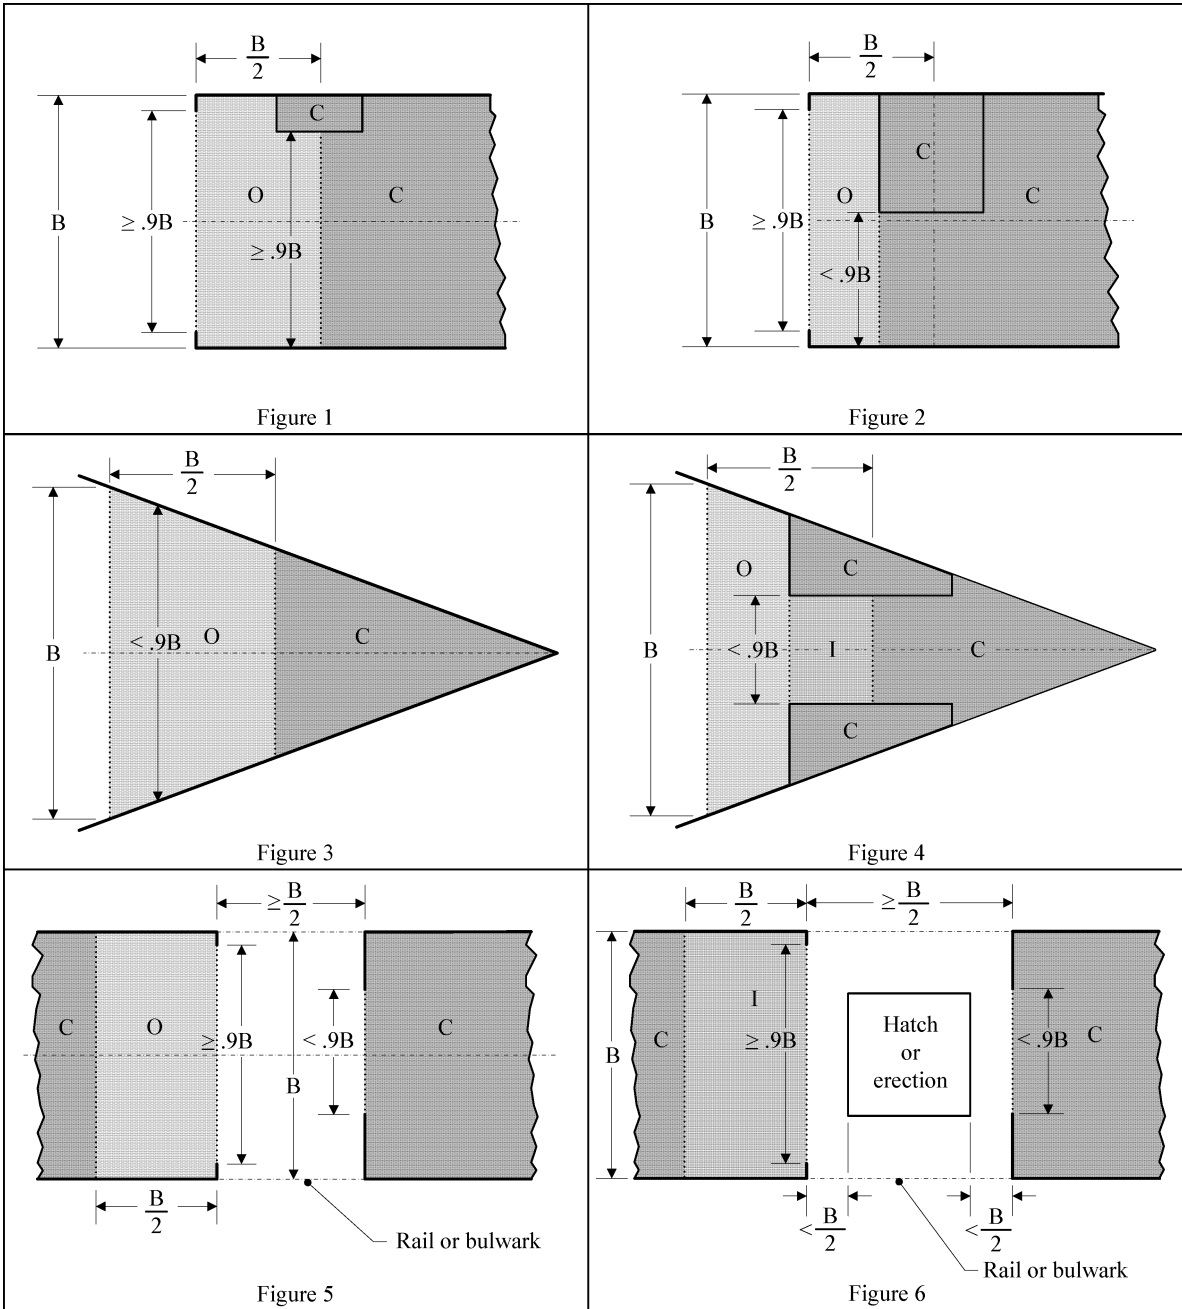 B
2
C
B
≥ .9B
O
C
≥ .9B
Figure 1
B
2
C
B
≥ .9B
O
C
< .9B
Figure 2
B
2
B
< .9B
O
C
Figure 3
B
2
O
C
B
< .9B
I
C
C
Figure 4
≥ B
2
C
O
≥ .9B
< .9B
C
B
B
2
Rail or bulwark
Figure 5
B
2
≥ B
2
I
Hatch
B
C
≥ .9B
or
< .9B
C
erection
< B
2
< B
2
Rail or bulwark
Figure 6